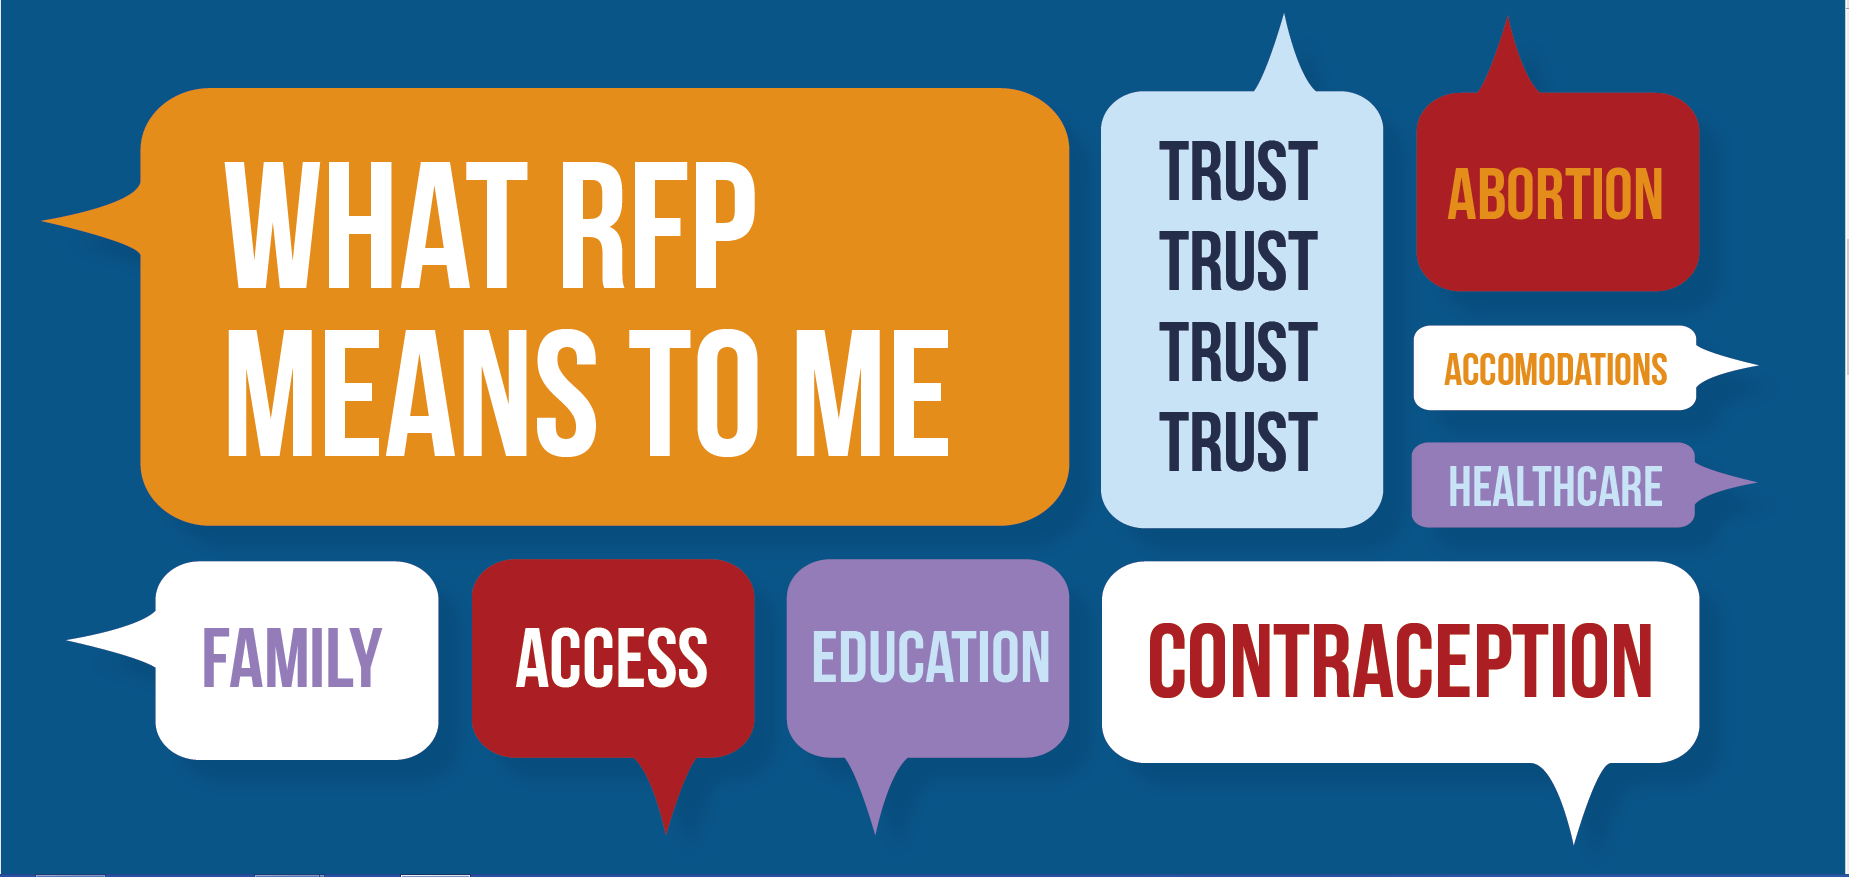 WHAT RFP
MEANS TO ME
TRUST
TRUST
TRUST
TRUST
ABORTION
ACCOMODATIONS
HEALTHCARE
FAMILY
ACCESS
EDUCATION
CONTRACEPTION